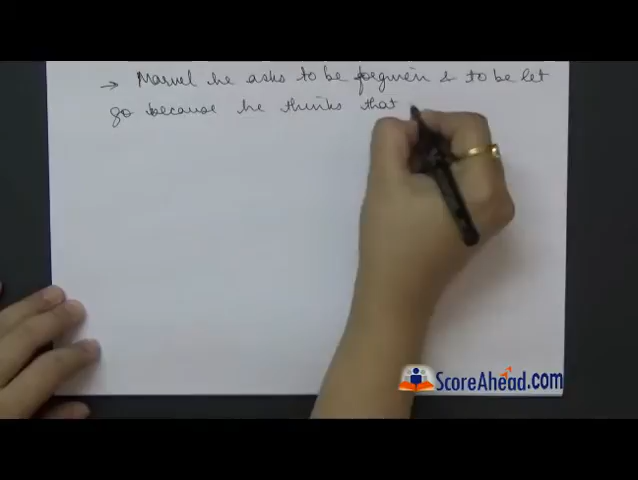 → Marvel he asks to be forgiven & to be let
go because he thinks that
ScoreAhead.com